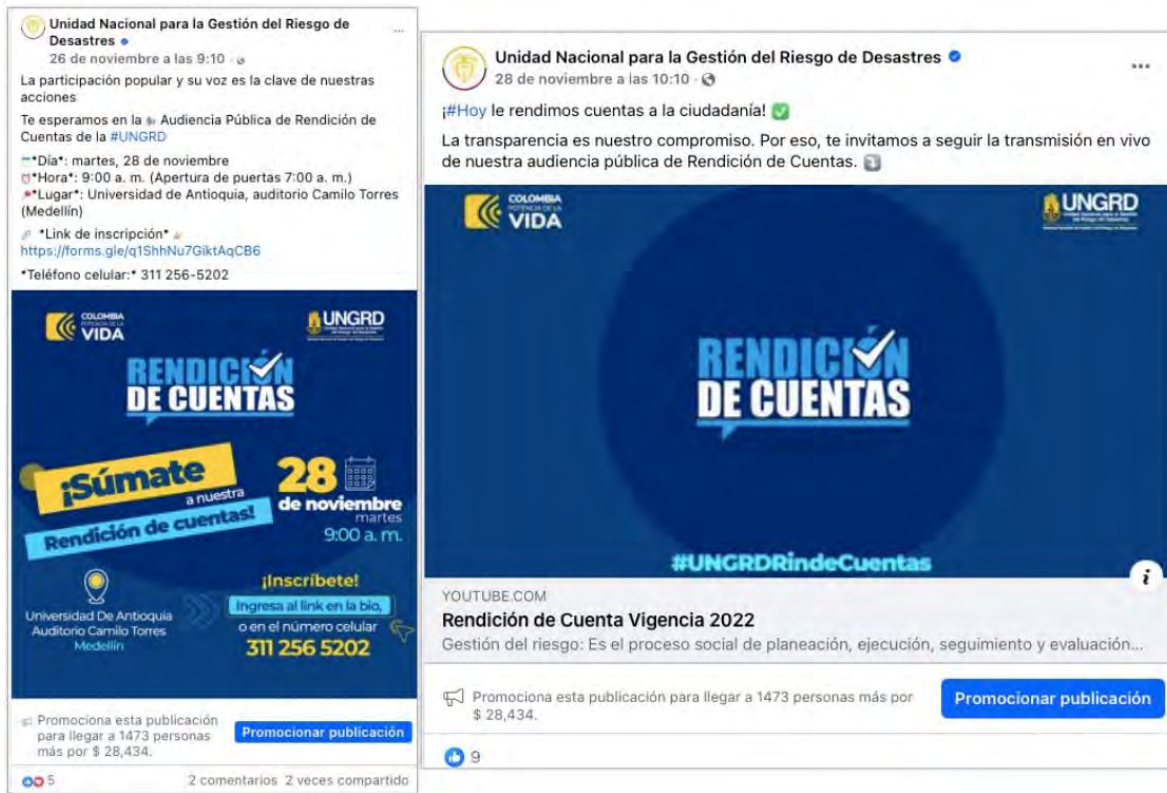 Unidad Nacional para la Gestión del Riesgo de
Desastres
26 de noviembre a las 9:10
La participación popular y su voz es la clave de nuestras
acciones
Te esperamos en la Audiencia Pública de Rendición de
Cuentas de la #UNGRD
*Día*: martes, 28 de noviembre
*Hora*: 9:00 a. m. (Apertura de puertas 7:00 a. m.)
*Lugar*: Universidad de Antioquia, auditorio Camilo Torres
(Medellín)
*Link de inscripción*
https://forms.gle/q1ShhNu7GiktAqCB6
*Teléfono celular:* 311 256-5202
COLOMBIA
POTENCIA DE LA
VIDA
UNGRD
RENDICIÓN
DE CUENTAS
¡Súmate
a nuestra
Rendición de cuentas!
28
de noviembre
martes
9:00 a. m.
Universidad De Antioquia
Auditorio Camilo Torres
Medellín
¡Inscríbete!
Ingresa al link en la bio,
o en el número celular
311 256 5202
Promociona esta publicación
para llegar a 1473 personas
más por $ 28,434.
Promocionar publicación
5
2 comentarios 2 veces compartido
Unidad Nacional para la Gestión del Riesgo de Desastres
28 de noviembre a las 10:10
¡#Hoy le rendimos cuentas a la ciudadanía!
La transparencia es nuestro compromiso. Por eso, te invitamos a seguir la transmisión en vivo
de nuestra audiencia pública de Rendición de Cuentas.
COLOMBIA
POTENCIA DE LA
VIDA
UNGRD
RENDICIÓN
DE CUENTAS
#UNGRDRindeCuentas
YOUTUBE.COM
Rendición de Cuenta Vigencia 2022
Gestión del riesgo: Es el proceso social de planeación, ejecución, seguimiento y evaluación...
Promociona esta publicación para llegar a 1473 personas más por
$ 28,434.
Promocionar publicación
9